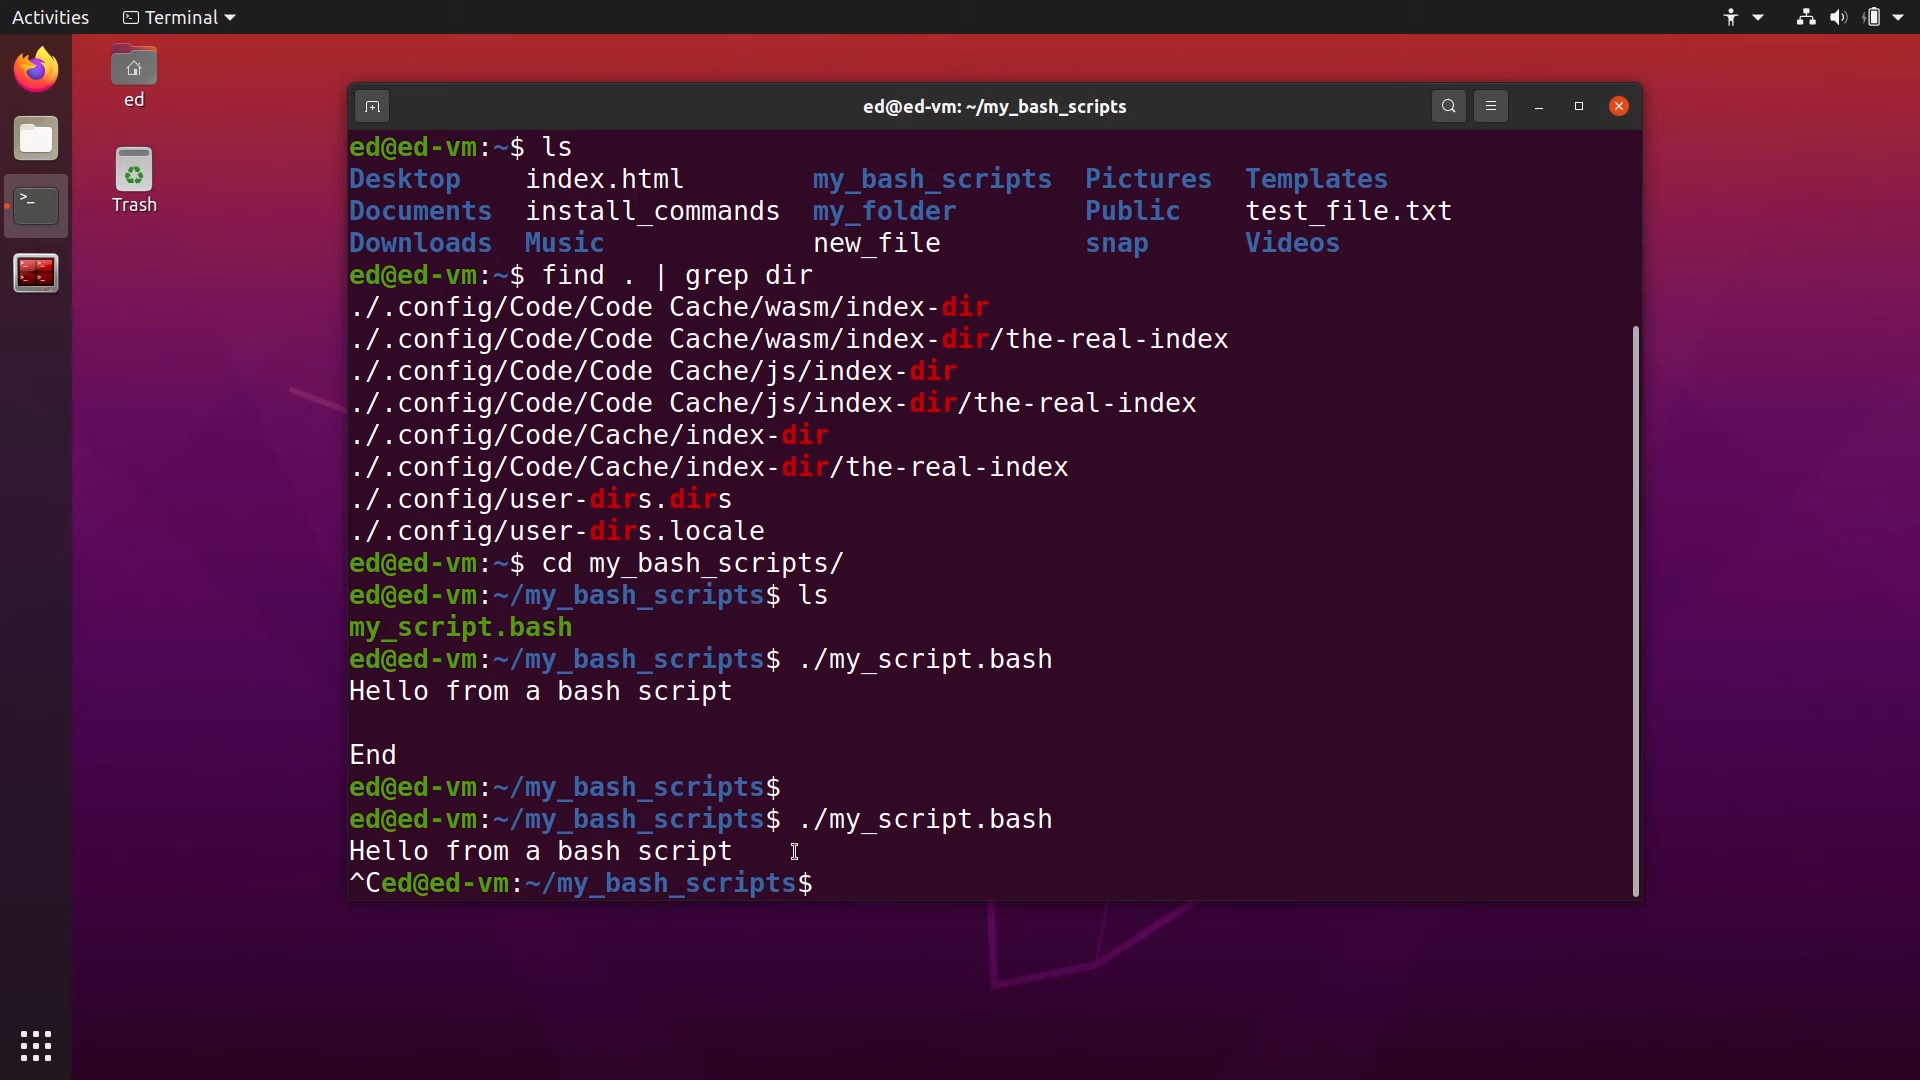 Activities Terminal
ed
Trash
ed@ed-vm: ~/my_bash_scripts
ed@ed-vm:~$ ls
Desktop index.html my_bash_scripts Pictures Templates
Documents install_commands my_folder Public test_file.txt
Downloads Music new_file snap Videos
ed@ed-vm:~$ find . | grep dir
./.config/Code/Code Cache/wasm/index-dir
./.config/Code/Code Cache/wasm/index-dir/the-real-index
./.config/Code/Code Cache/js/index-dir
./.config/Code/Code Cache/js/index-dir/the-real-index
./.config/Code/Cache/index-dir
./.config/Code/Cache/index-dir/the-real-index
./.config/user-dirs.dirs
./.config/user-dirs.locale
ed@ed-vm:~$ cd my_bash_scripts/
ed@ed-vm:~/my_bash_scripts$ ls
my_script.bash
ed@ed-vm:~/my_bash_scripts$ ./my_script.bash
Hello from a bash script
End
ed@ed-vm:~/my_bash_scripts$
ed@ed-vm:~/my_bash_scripts$ ./my_script.bash
Hello from a bash script
^Ced@ed-vm:~/my_bash_scripts$